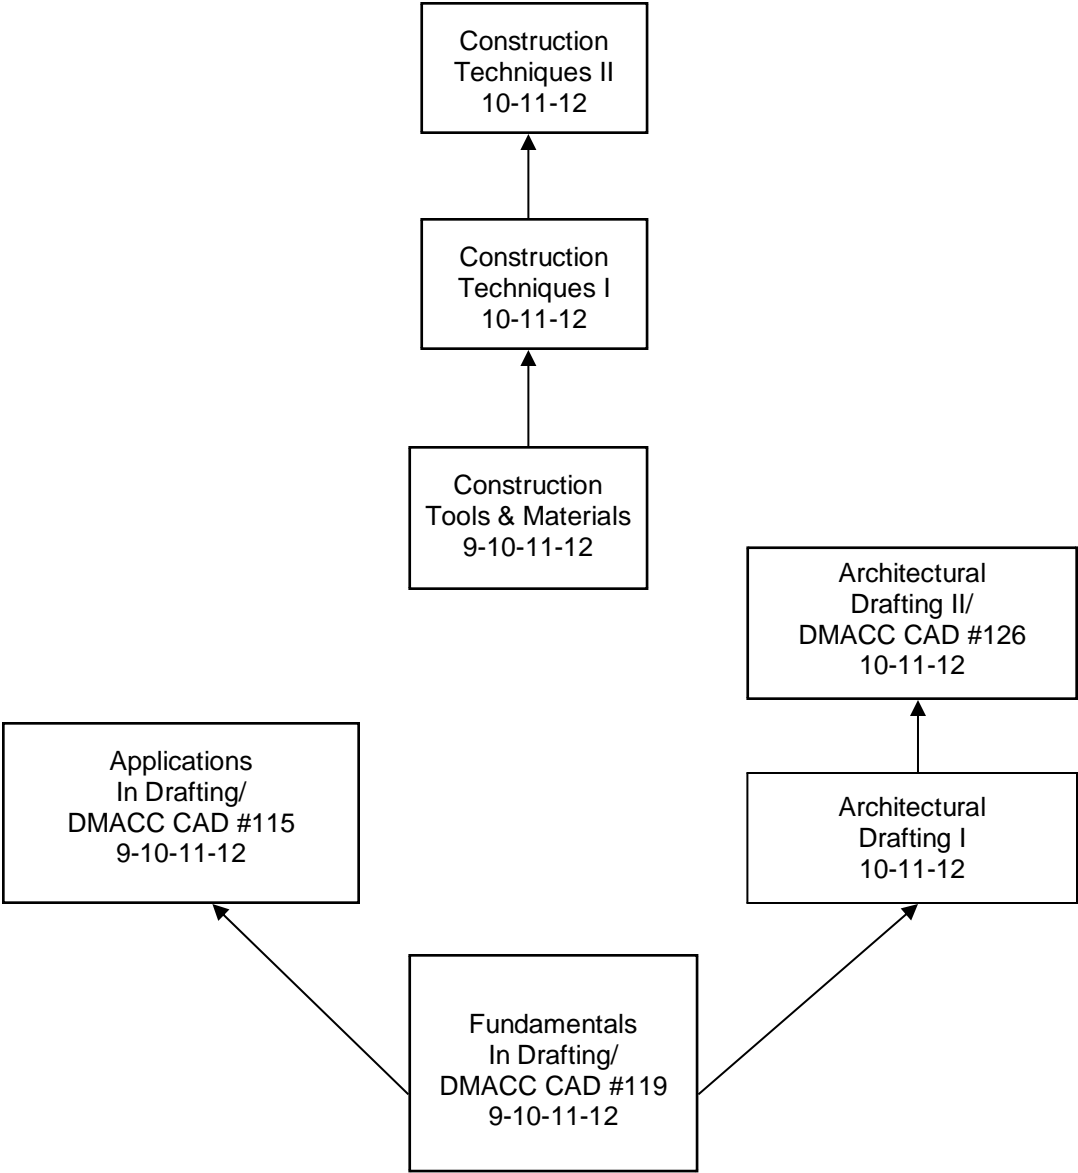 Construction
Techniques II
10-11-12
Construction
Techniques I
10-11-12
Construction
Tools & Materials
9-10-11-12
Architectural
Drafting II/
DMACC CAD #126
10-11-12
Applications
In Drafting/
DMACC CAD #115
9-10-11-12
Architectural
Drafting I
10-11-12
Fundamentals
In Drafting/
DMACC CAD #119
9-10-11-12